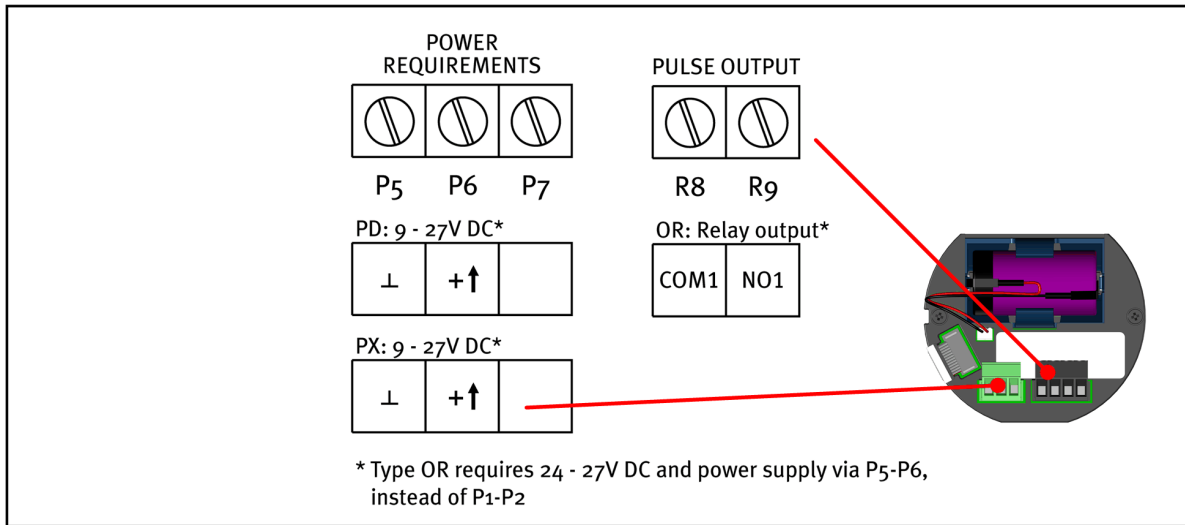 POWER
REQUIREMENTS
PULSE OUTPUT
P5 P6 P7
R8 R9
PD: 9 - 27V DC*
OR: Relay output*
⊥ +↑
COM1 NO1
PX: 9 - 27V DC*
⊥ +↑
* Type OR requires 24 - 27V DC and power supply via P5-P6,
instead of P1-P2